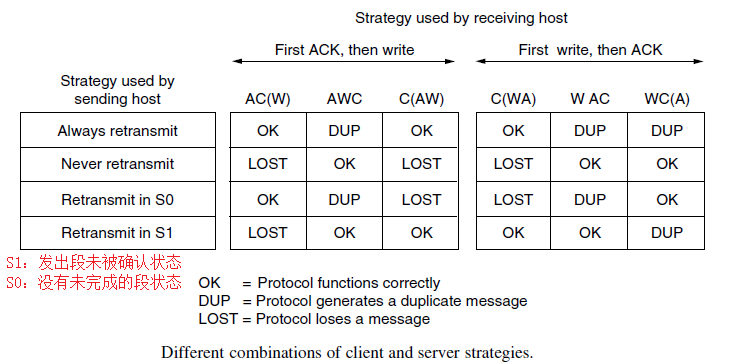 Strategy used by receiving host
First ACK, then write First write, then ACK
Strategy used by
sending host
AC(W) AWC C(AW) C(WA) W AC WC(A)
Always retransmit OK DUP OK OK DUP DUP
Never retransmit LOST OK LOST LOST OK OK
Retransmit in S0 OK DUP LOST LOST DUP OK
Retransmit in S1 LOST OK OK OK OK DUP
S1: 发出段未被确认状态
S0: 没有未完成的段状态
OK = Protocol functions correctly
DUP = Protocol generates a duplicate message
LOST = Protocol loses a message
Different combinations of client and server strategies.